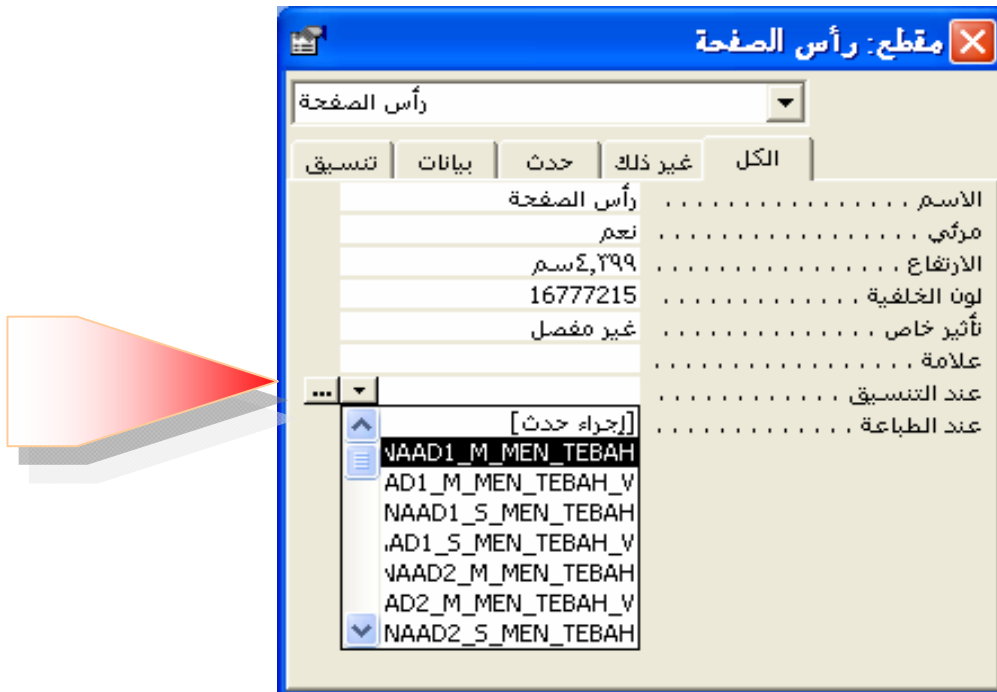 مقطع: رأس الصفحة
رأس الصفحة
الكل غير ذلك حدث بيانات تنسيق
الاسم . . . . . . . . . . . . . . . . رأس الصفحة
مرئي . . . . . . . . . . . . . . . . . نعم
الارتفاع . . . . . . . . . . . . . . . ٤,٢٩٩سم
لون الخلفية . . . . . . . . . . . . . 16777215
تأثير خاص . . . . . . . . . . . . . . غير مفصل
علامة . . . . . . . . . . . . . . . .
عند التنسيق . . . . . . . . . . . . ...
عند الطباعة . . . . . . . . . . . . .
[إجراء حدث]
NAAD1_M_MEN_TEBAH
AD1_M_MEN_TEBAH_V
NAAD1_S_MEN_TEBAH
AD1_S_MEN_TEBAH_V
NAAD2_M_MEN_TEBAH
AD2_M_MEN_TEBAH_V
NAAD2_S_MEN_TEBAH